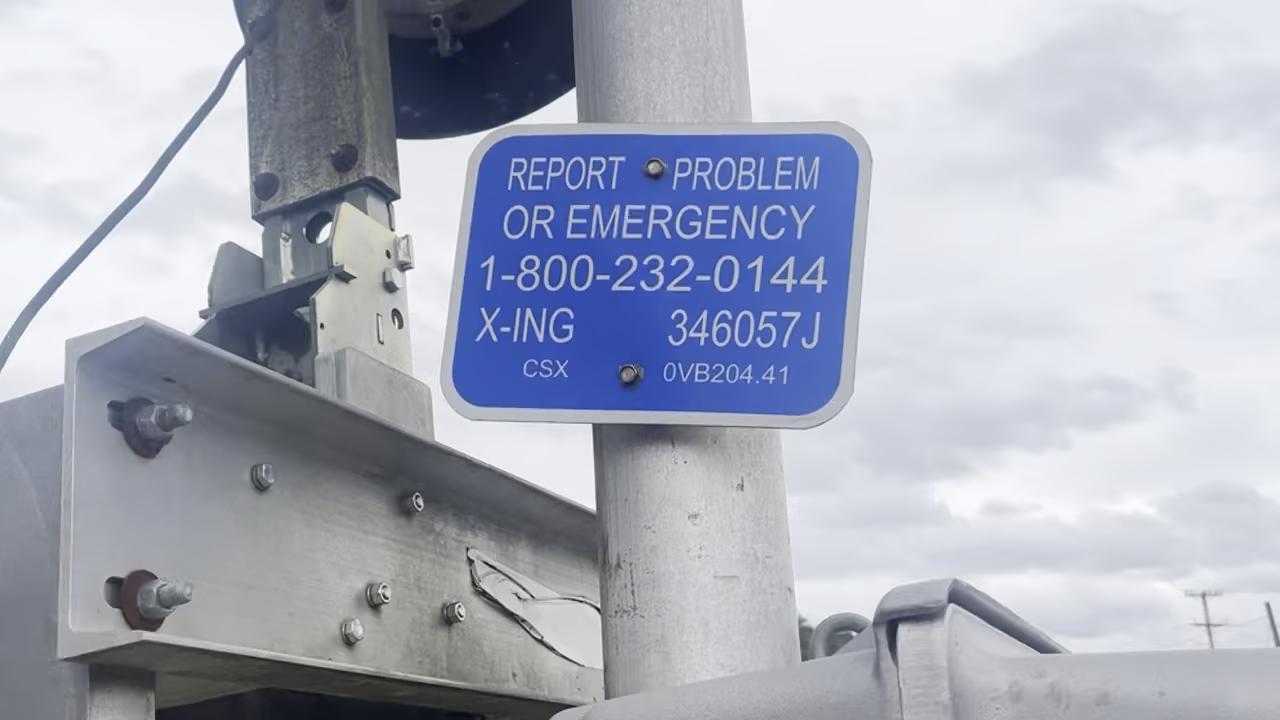 REPORT PROBLEM
OR EMERGENCY
1-800-232-0144
X-ING 346057J
CSX 0VB204.41